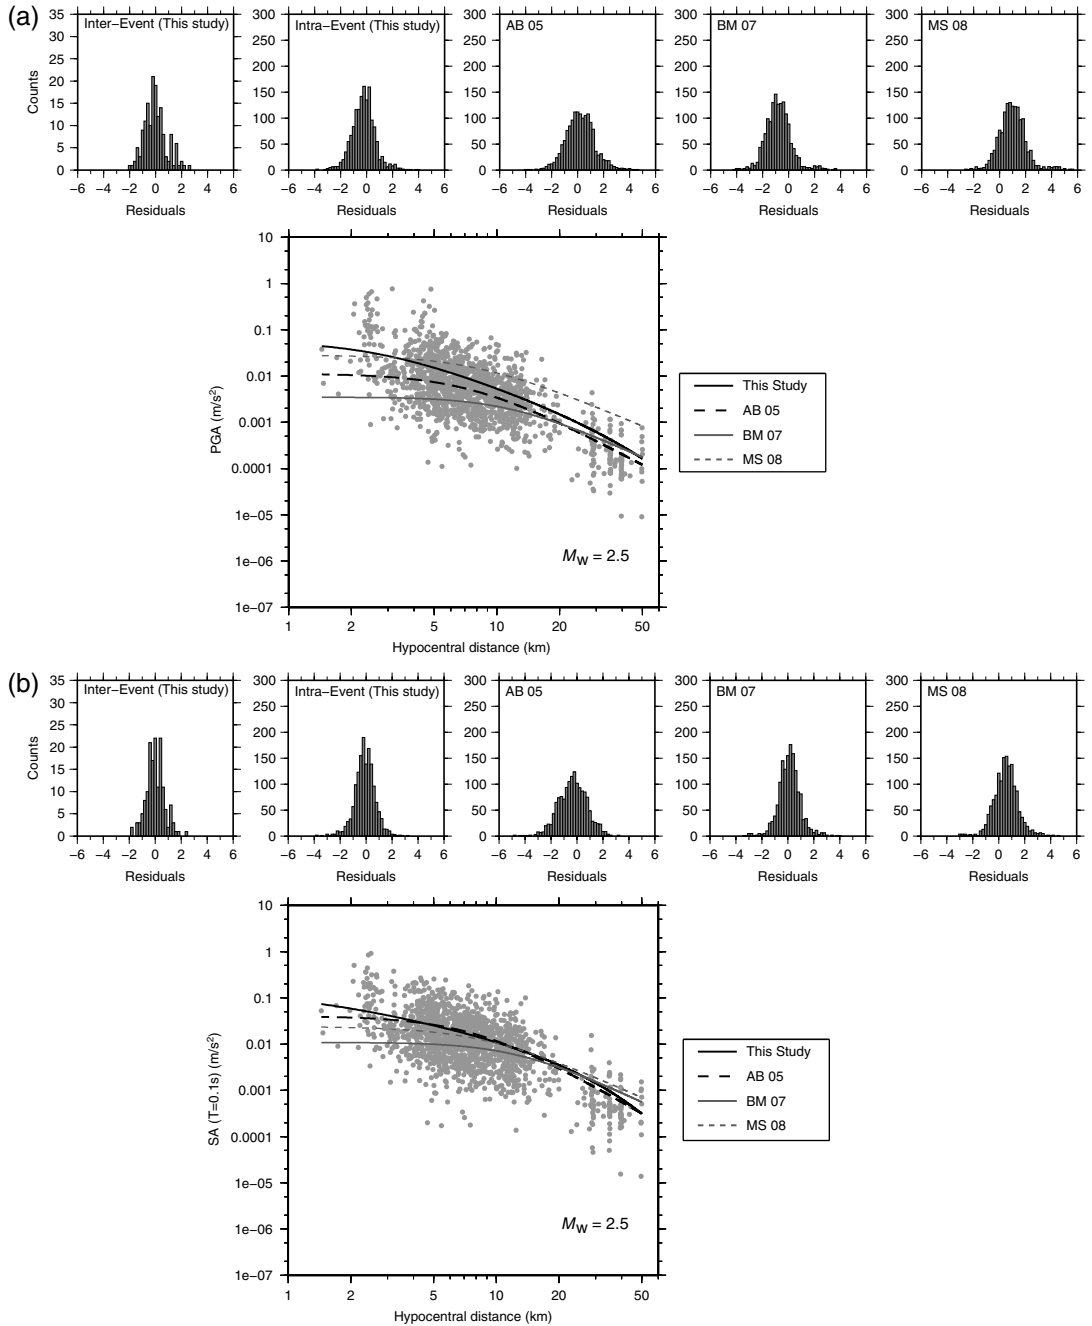 (a)
Inter−Event (This study)
Intra−Event (This study)
AB 05
BM 07
MS 08
Counts
35
30
25
20
15
10
5
0
−6 −4 −2 0 2 4 6
Residuals
300
250
200
150
100
50
0
−6 −4 −2 0 2 4 6
Residuals
300
250
200
150
100
50
0
−6 −4 −2 0 2 4 6
Residuals
300
250
200
150
100
50
0
−6 −4 −2 0 2 4 6
Residuals
300
250
200
150
100
50
0
−6 −4 −2 0 2 4 6
Residuals
PGA (m/s²)
10
1
0.1
0.01
0.001
0.0001
1e−05
1e−06
1e−07
M_W = 2.5
1 2 5 10 20 50
Hypocentral distance (km)
This Study
AB 05
BM 07
MS 08
(b)
Inter−Event (This study)
Intra−Event (This study)
AB 05
BM 07
MS 08
Counts
35
30
25
20
15
10
5
0
−6 −4 −2 0 2 4 6
Residuals
300
250
200
150
100
50
0
−6 −4 −2 0 2 4 6
Residuals
300
250
200
150
100
50
0
−6 −4 −2 0 2 4 6
Residuals
300
250
200
150
100
50
0
−6 −4 −2 0 2 4 6
Residuals
300
250
200
150
100
50
0
−6 −4 −2 0 2 4 6
Residuals
SA (T=0.1s) (m/s²)
10
1
0.1
0.01
0.001
0.0001
1e−05
1e−06
1e−07
M_W = 2.5
1 2 5 10 20 50
Hypocentral distance (km)
This Study
AB 05
BM 07
MS 08